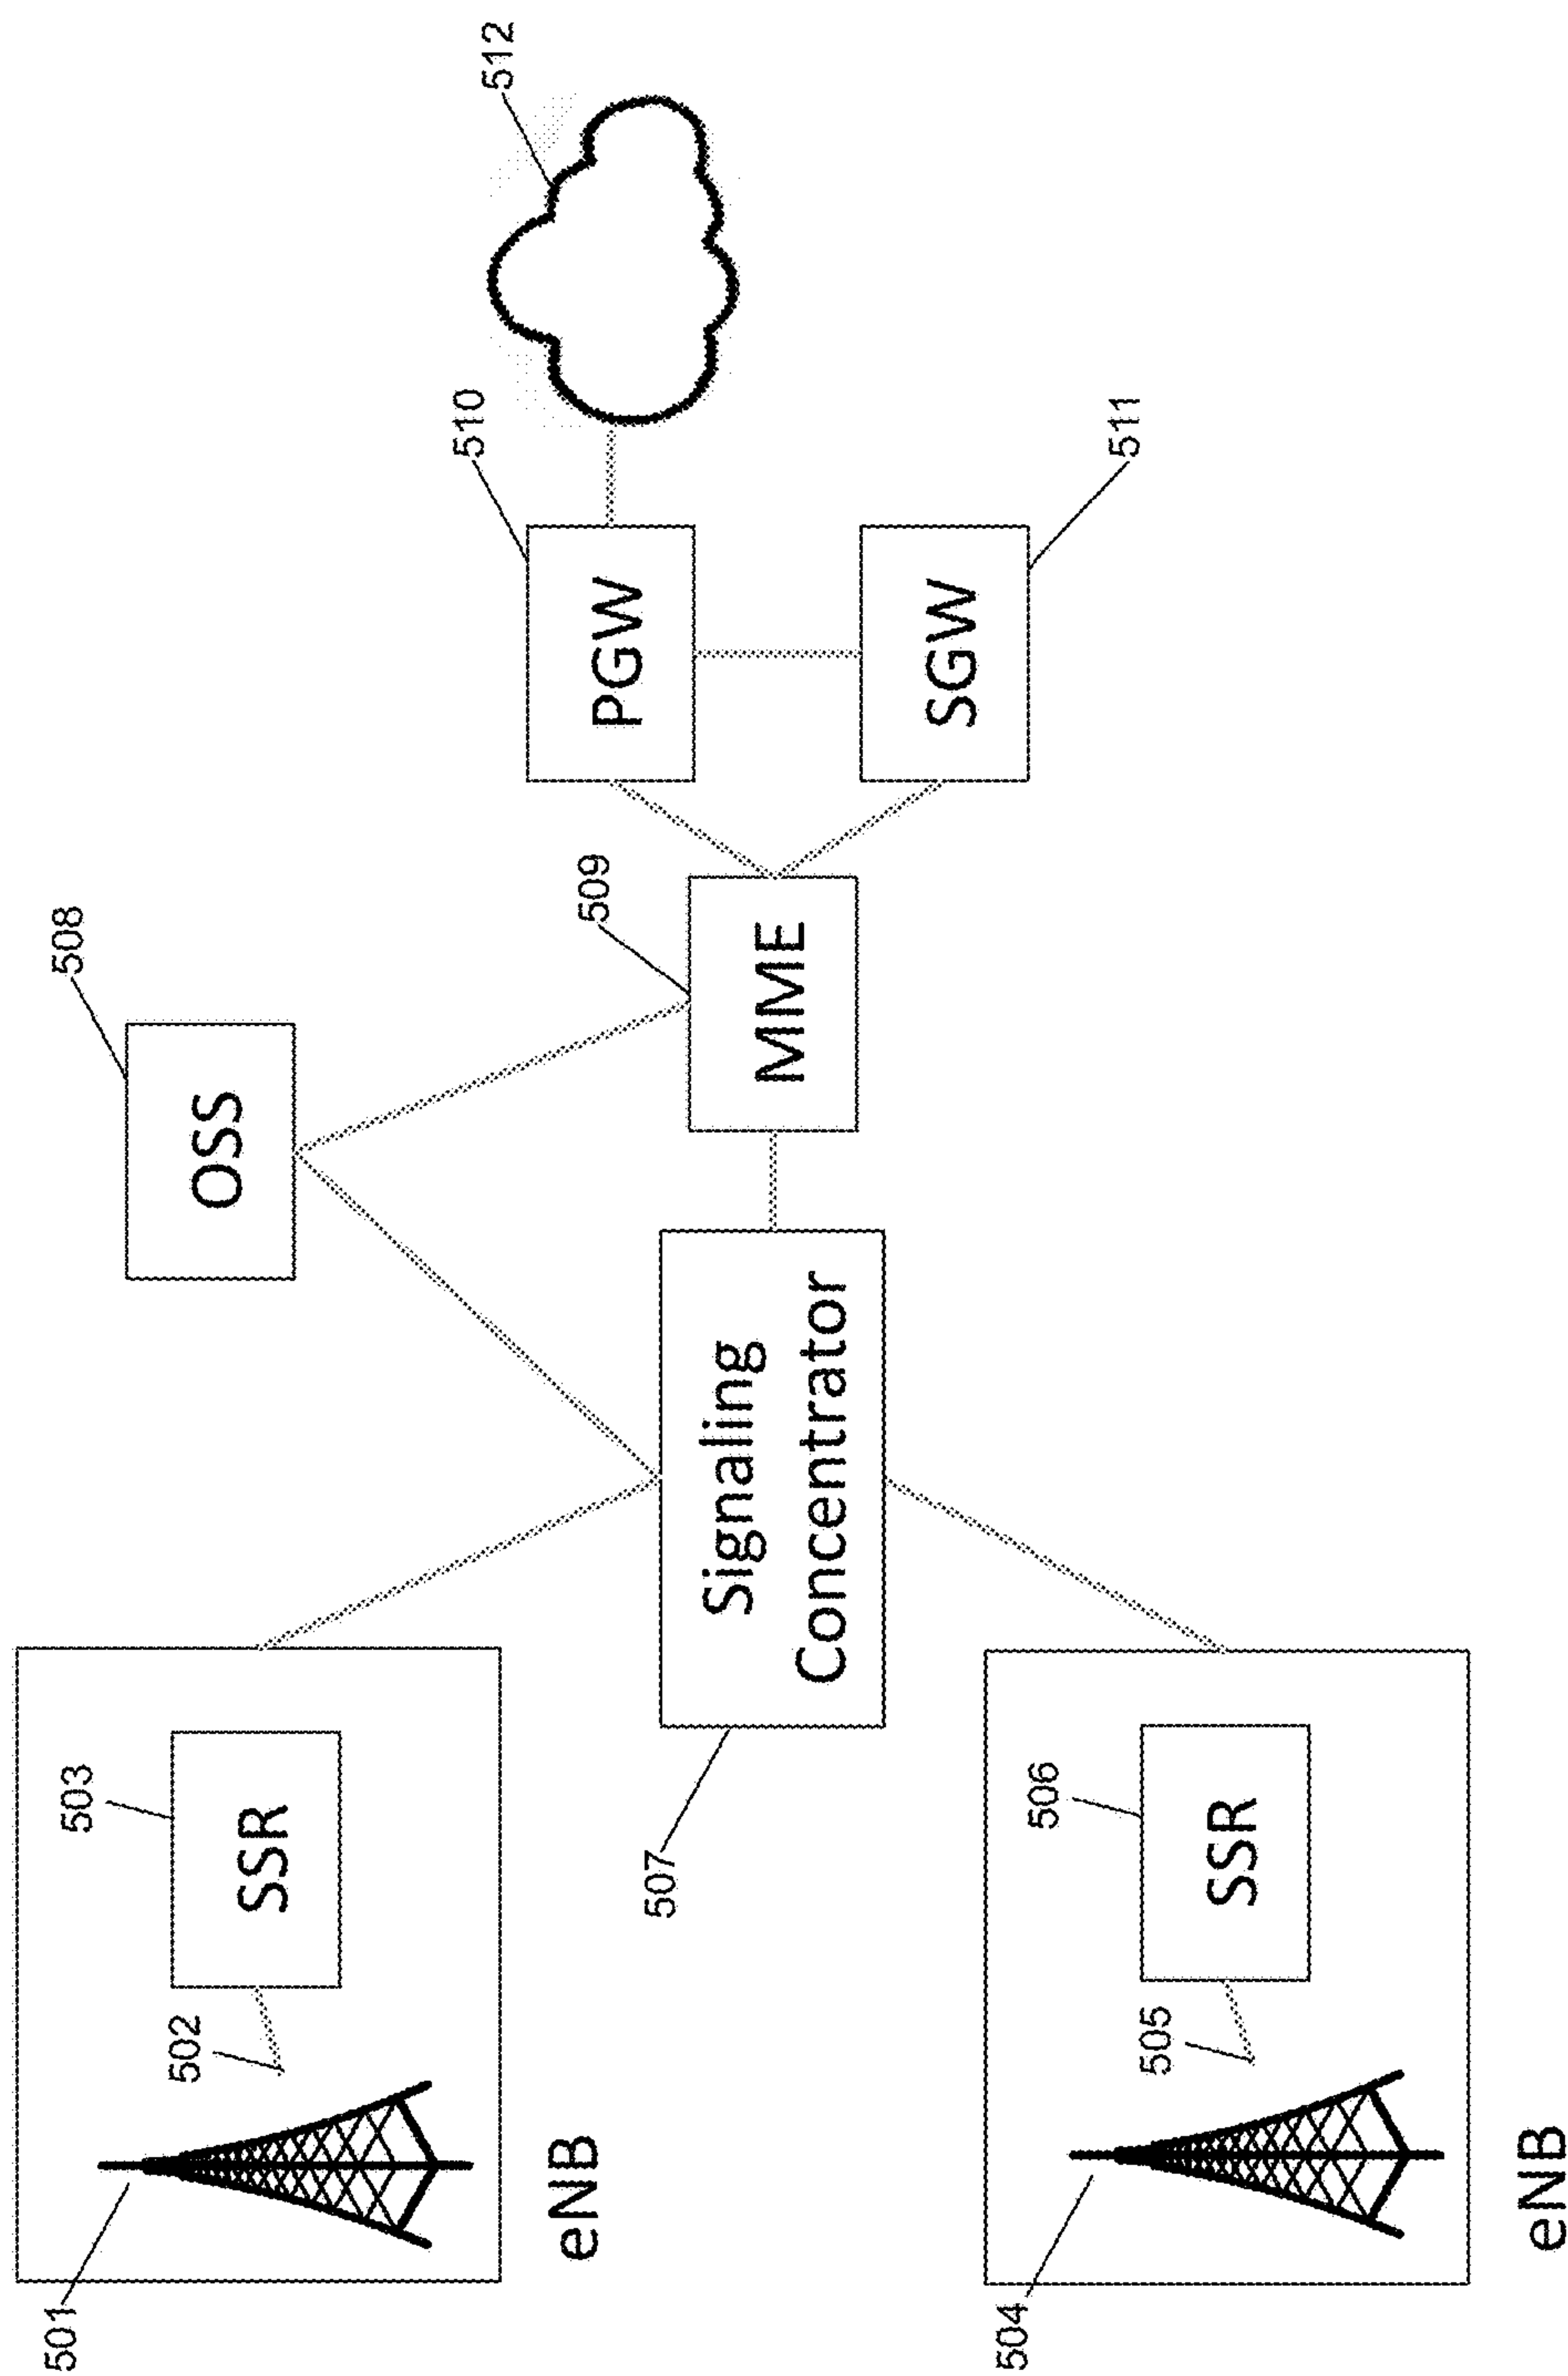 501
502
503
SSR
eNB
504
505
506
SSR
eNB
507
Signaling
Concentrator
508
OSS
509
MME
510
PGW
511
SGW
512